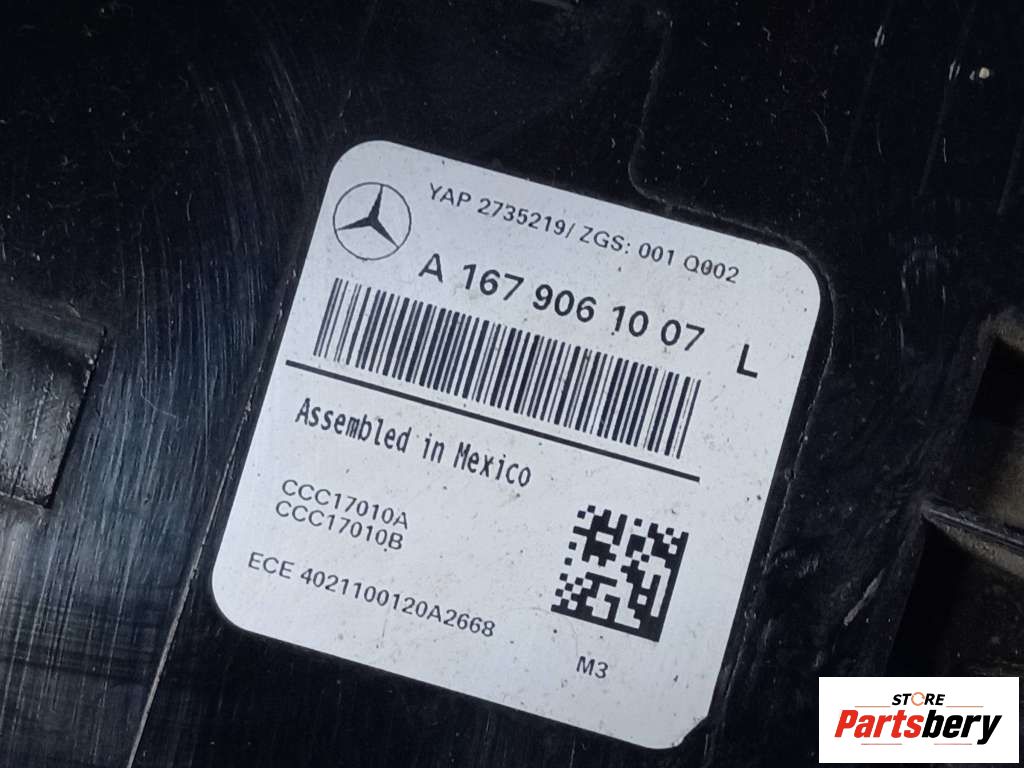 YAP 2735219/ ZGS: 001 Q002
A 167 906 10 07 L
Assembled in Mexico
CCC17010A
CCC17010B
ECE 4021100120A2668
M3
STORE
Partsbery